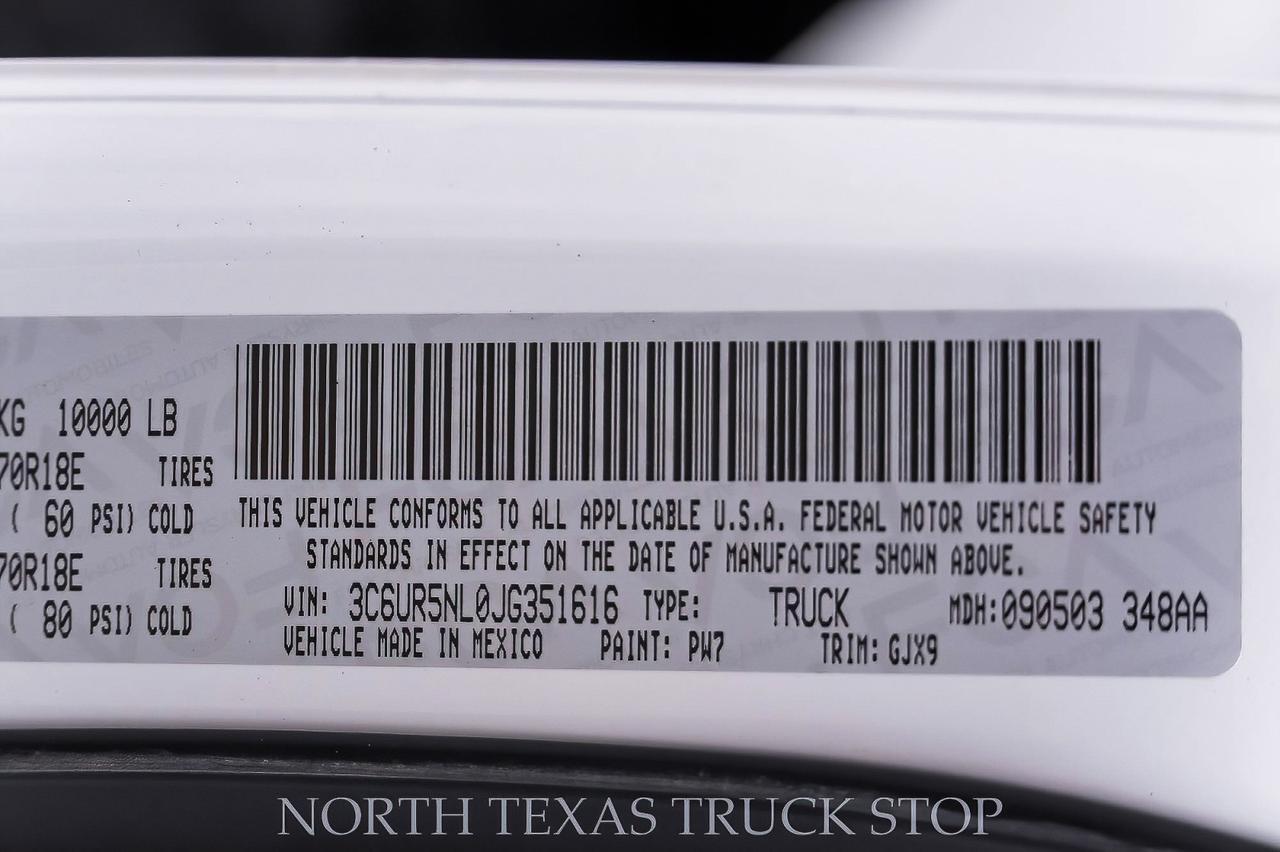 KG 10000 LB
70R18E TIRES
( 60 PSI) COLD
70R18E TIRES
( 80 PSI) COLD
THIS VEHICLE CONFORMS TO ALL APPLICABLE U.S.A. FEDERAL MOTOR VEHICLE SAFETY
STANDARDS IN EFFECT ON THE DATE OF MANUFACTURE SHOWN ABOVE.
VIN: 3C6UR5NL0JG351616 TYPE: TRUCK MDH: 090503 348AA
VEHICLE MADE IN MEXICO PAINT: PW7 TRIM: GJX9
NORTH TEXAS TRUCK STOP